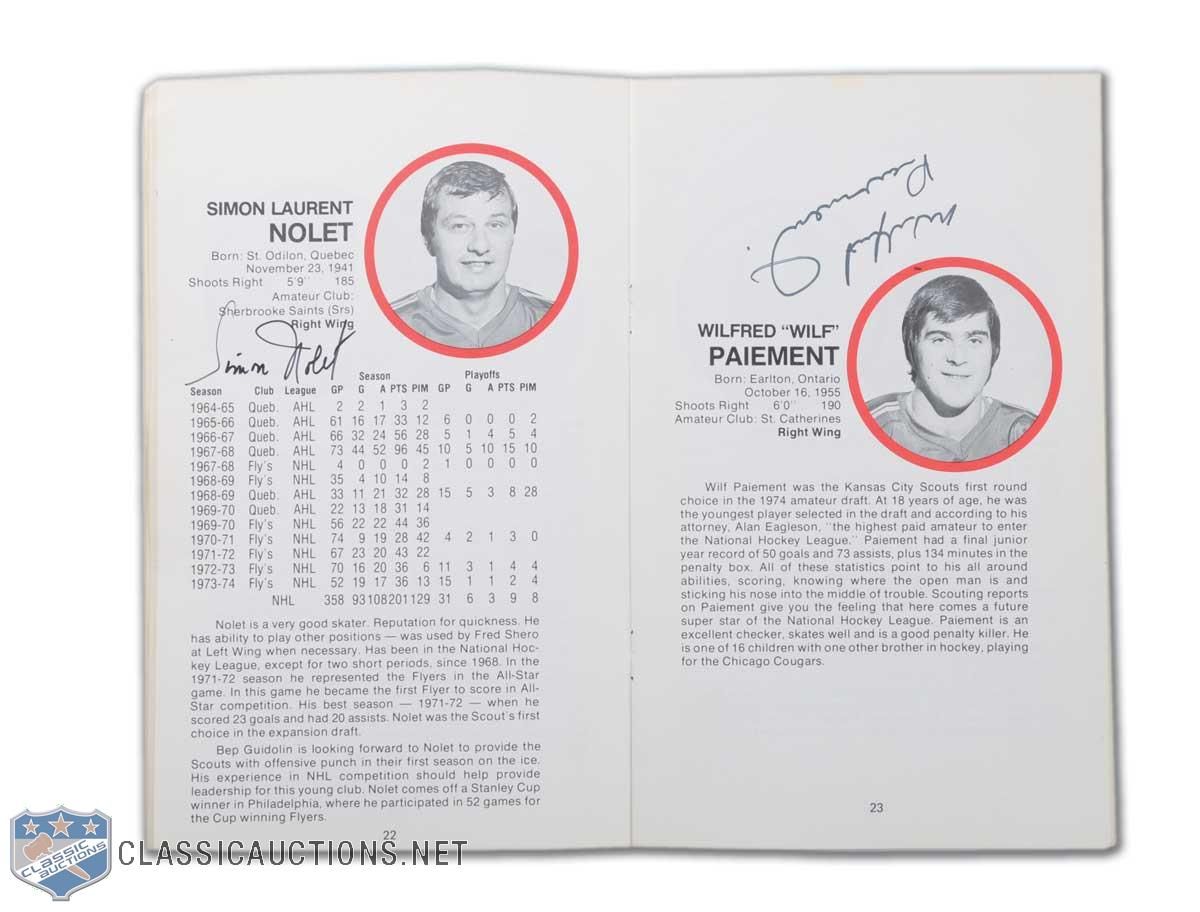 SIMON LAURENT
NOLET
Born: St. Odilon, Quebec
November 23, 1941
Shoots Right 5'9'' 185
Amateur Club:
Sherbrooke Saints (Srs)
Right Wing
Simon Nolet
Season Playoffs
Season Club League GP G A PTS PIM GP G A PTS PIM
1964-65 Queb. AHL 2 2 1 3 2
1965-66 Queb. AHL 61 16 17 33 12 6 0 0 0 2
1966-67 Queb. AHL 66 32 24 56 28 5 1 4 5 4
1967-68 Queb. AHL 73 44 52 96 45 10 5 10 15 10
1967-68 Fly's NHL 4 0 0 0 2 1 0 0 0 0
1968-69 Fly's NHL 35 4 10 14 8
1968-69 Queb. AHL 33 11 21 32 28 15 5 3 8 28
1969-70 Queb. AHL 22 13 18 31 14
1969-70 Fly's NHL 56 22 22 44 36
1970-71 Fly's NHL 74 9 19 28 42 4 2 1 3 0
1971-72 Fly's NHL 67 23 20 43 22
1972-73 Fly's NHL 70 16 20 36 6 11 3 1 4 4
1973-74 Fly's NHL 52 19 17 36 13 15 1 1 2 4
NHL 358 93 108 201 129 31 6 3 9 8
Nolet is a very good skater. Reputation for quickness. He
has ability to play other positions — was used by Fred Shero
at Left Wing when necessary. Has been in the National Hoc-
key League, except for two short periods, since 1968. In the
1971-72 season he represented the Flyers in the All-Star
game. In this game he became the first Flyer to score in All-
Star competition. His best season — 1971-72 — when he
scored 23 goals and had 20 assists. Nolet was the Scout's first
choice in the expansion draft.
Bep Guidolin is looking forward to Nolet to provide the
Scouts with offensive punch in their first season on the ice.
His experience in NHL competition should help provide
leadership for this young club. Nolet comes off a Stanley Cup
winner in Philadelphia, where he participated in 52 games for
the Cup winning Flyers.
22
WILFRED "WILF"
PAIEMENT
Born: Earlton, Ontario
October 16, 1955
Shoots Right 6'0'' 190
Amateur Club: St. Catherines
Right Wing
Wilf Paiement was the Kansas City Scouts first round
choice in the 1974 amateur draft. At 18 years of age, he was
the youngest player selected in the draft and according to his
attorney, Alan Eagleson, "the highest paid amateur to enter
the National Hockey League." Paiement had a final junior
year record of 50 goals and 73 assists, plus 134 minutes in the
penalty box. All of these statistics point to his all around
abilities, scoring, knowing where the open man is and
sticking his nose into the middle of trouble. Scouting reports
on Paiement give you the feeling that here comes a future
super star of the National Hockey League. Paiement is an
excellent checker, skates well and is a good penalty killer. He
is one of 16 children with one other brother in hockey, playing
for the Chicago Cougars.
23
CLASSIC
AUCTIONS
CLASSICAUCTIONS.NET